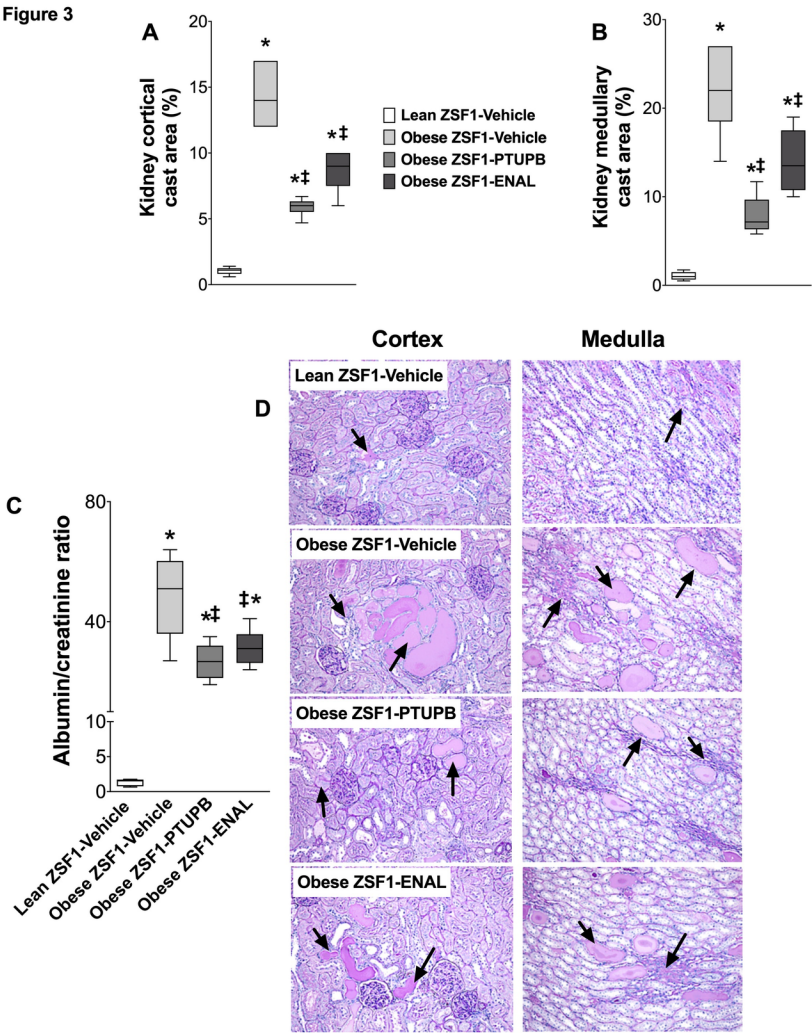 Figure 3
A
20
15
10
5
0
Kidney cortical
cast area (%)
*
*‡
*‡
Lean ZSF1-Vehicle
Obese ZSF1-Vehicle
Obese ZSF1-PTUPB
Obese ZSF1-ENAL
B
30
20
10
0
Kidney medullary
cast area (%)
*
*‡
*‡
C
80
40
10
5
0
Albumin/creatinine ratio
*
*‡
‡*
Lean ZSF1-Vehicle
Obese ZSF1-Vehicle
Obese ZSF1-PTUPB
Obese ZSF1-ENAL
D
Cortex
Medulla
Lean ZSF1-Vehicle
Obese ZSF1-Vehicle
Obese ZSF1-PTUPB
Obese ZSF1-ENAL